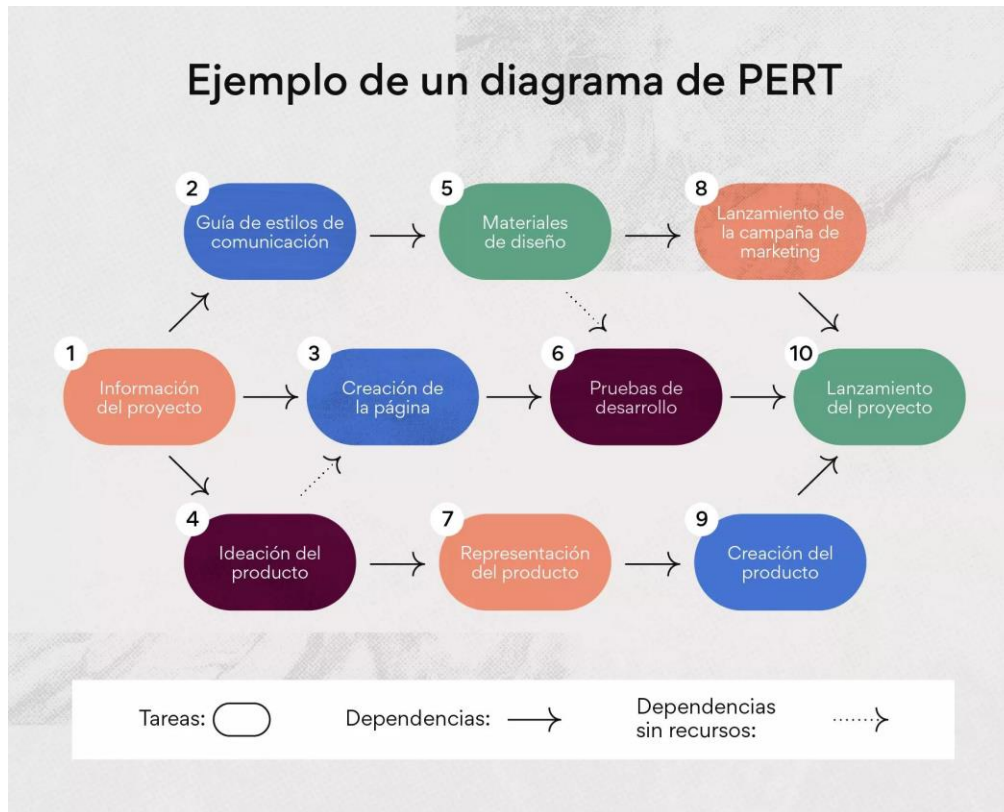 Ejemplo de un diagrama de PERT
2
Guía de estilos de
comunicación
5
Materiales
de diseño
8
Lanzamiento de
la campaña de
marketing
1
Información
del proyecto
3
Creación de
la página
6
Pruebas de
desarrollo
10
Lanzamiento
del proyecto
4
Ideación del
producto
7
Representación
del producto
9
Creación del
producto
Tareas:
Dependencias:
Dependencias
sin recursos: